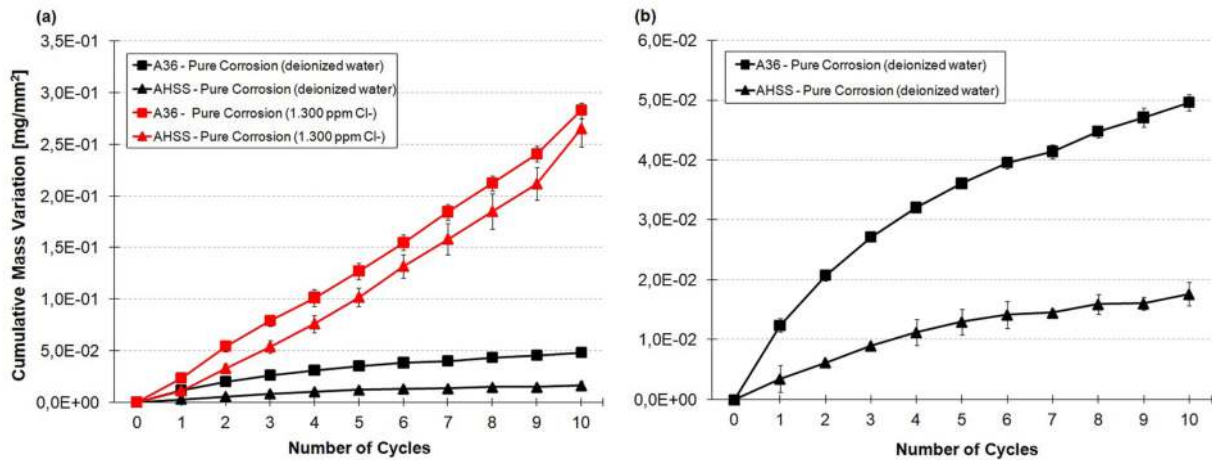 (a)
Cumulative Mass Variation [mg/mm²]
3,5E-01
3,0E-01
2,5E-01
2,0E-01
1,5E-01
1,0E-01
5,0E-02
0,0E+00
A36 - Pure Corrosion (deionized water)
AHSS - Pure Corrosion (deionized water)
A36 - Pure Corrosion (1.300 ppm Cl-)
AHSS - Pure Corrosion (1.300 ppm Cl-)
0 1 2 3 4 5 6 7 8 9 10
Number of Cycles
(b)
6,0E-02
5,0E-02
4,0E-02
3,0E-02
2,0E-02
1,0E-02
0,0E+00
A36 - Pure Corrosion (deionized water)
AHSS - Pure Corrosion (deionized water)
0 1 2 3 4 5 6 7 8 9 10
Number of Cycles